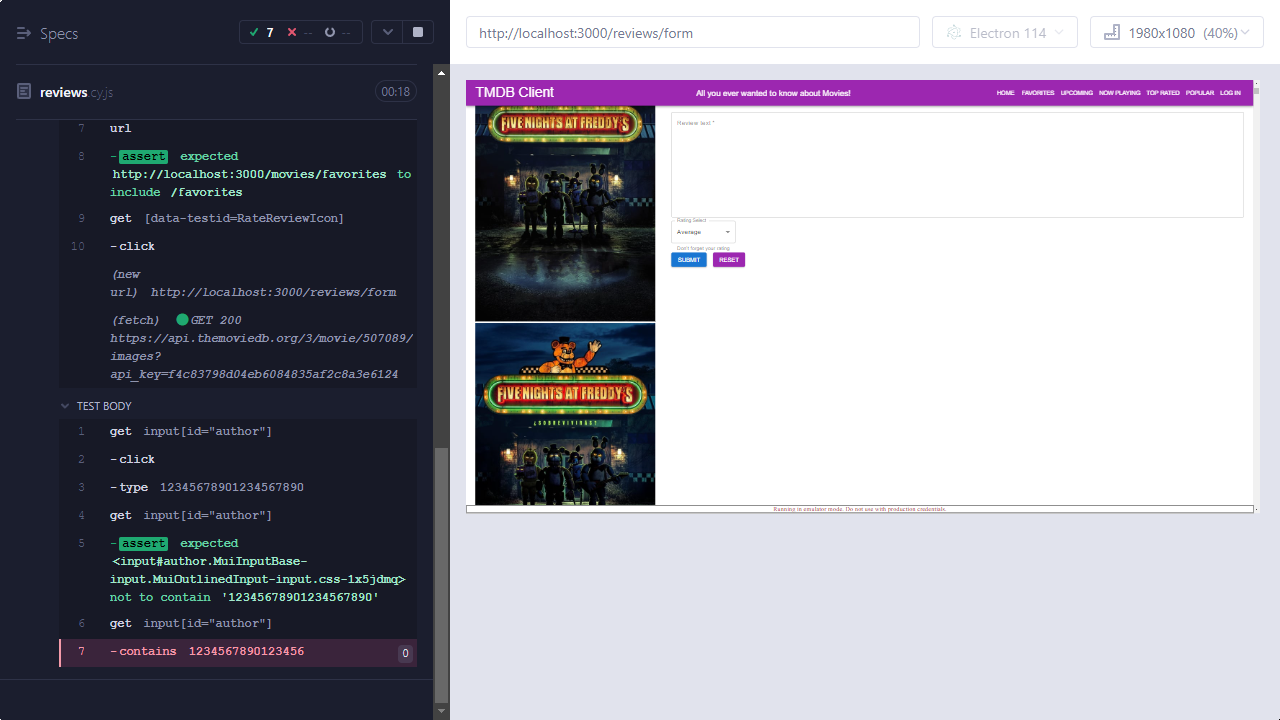 Specs
7 -- --
reviews.cy.js 00:18
7 url
8 -assert expected
http://localhost:3000/movies/favorites to
include /favorites
9 get [data-testid=RateReviewIcon]
10 -click
(new
url) http://localhost:3000/reviews/form
(fetch) GET 200
https://api.themoviedb.org/3/movie/507089/
images?
api_key=f4c83798d04eb6084835af2c8a3e6124
TEST BODY
1 get input[id="author"]
2 -click
3 -type 12345678901234567890
4 get input[id="author"]
5 -assert expected
<input#author.MuiInputBase-
input.MuiOutlinedInput-input.css-1x5jdmq>
not to contain '12345678901234567890'
6 get input[id="author"]
7 -contains 1234567890123456 0
http://localhost:3000/reviews/form
Electron 114
1980x1080 (40%)
TMDB Client
All you ever wanted to know about Movies!
HOME FAVORITES UPCOMING NOW PLAYING TOP RATED POPULAR LOG IN
FIVE NIGHTS AT FREDDY'S
Review text *
Rating Select
Average
Don't forget your rating
SUBMIT RESET
FIVE NIGHTS AT FREDDY'S
¿SOBREVIVIRÁS?
Running in emulator mode. Do not use with production credentials.